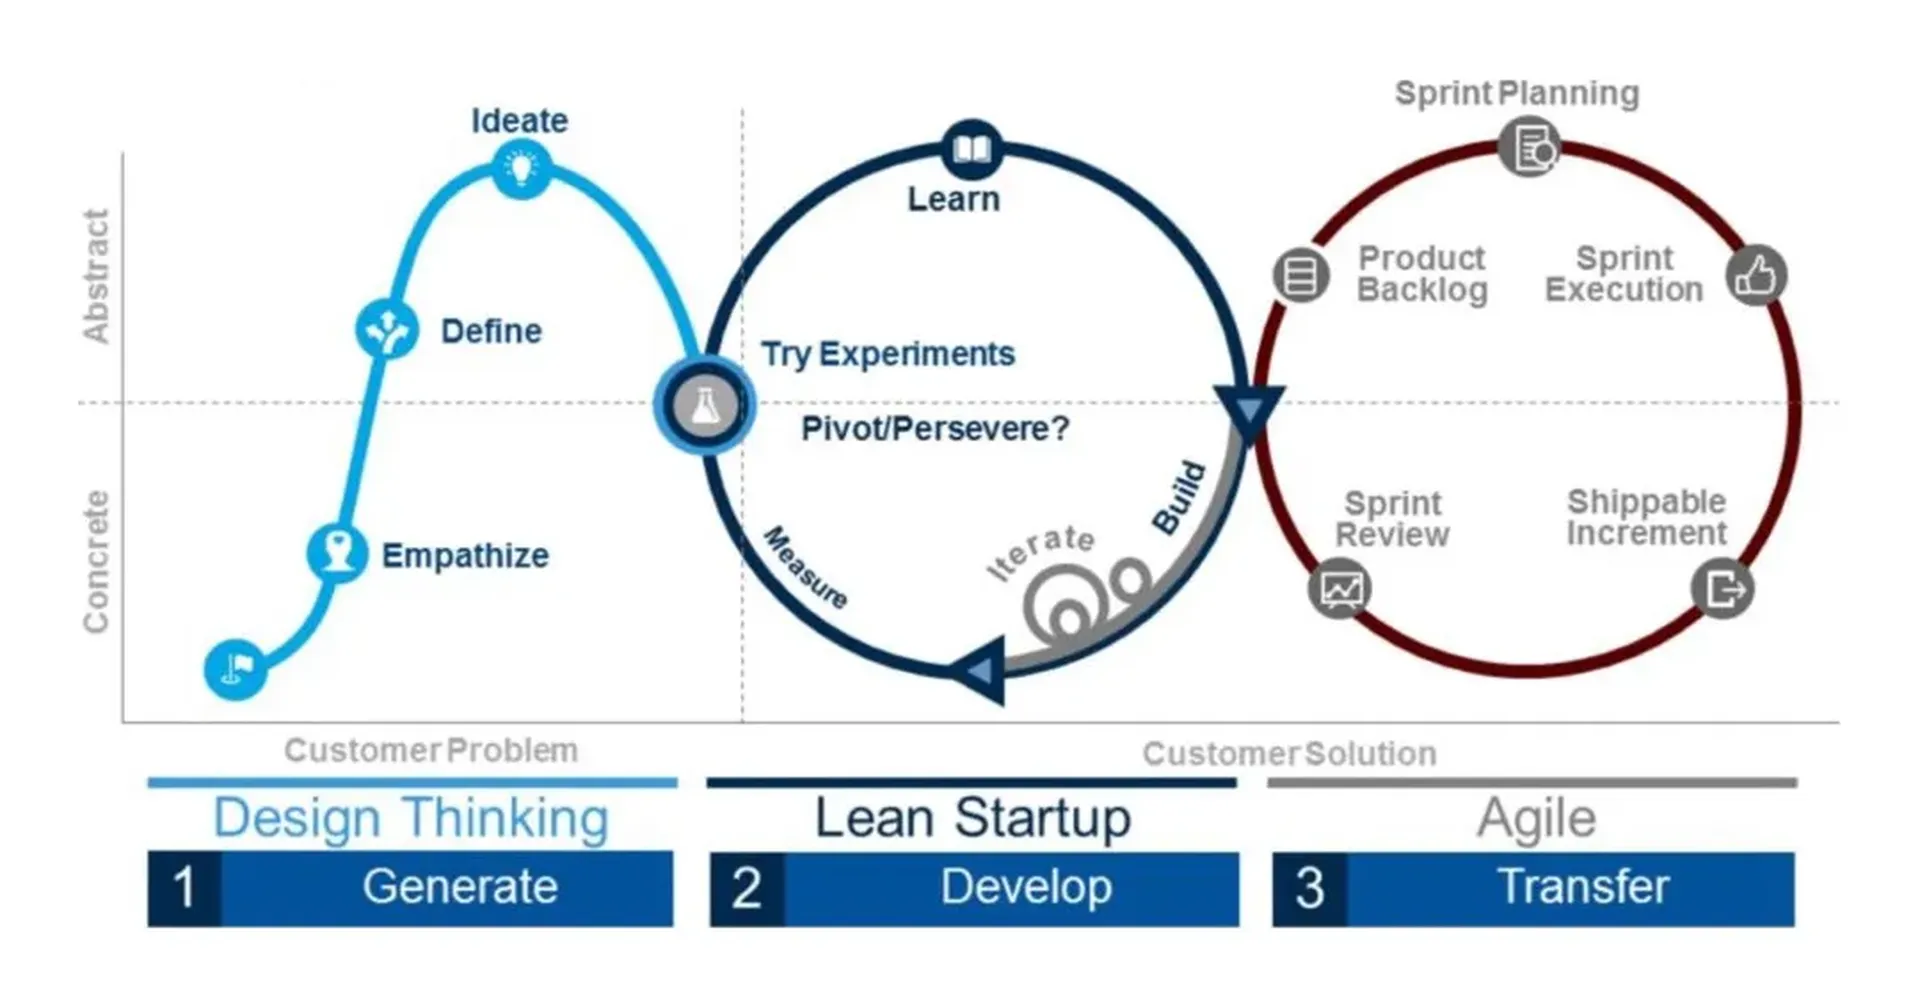 Sprint Planning
Ideate
Learn
Product
Backlog
Sprint
Execution
Abstract
Define
Try Experiments
Pivot/Persevere?
Concrete
Empathize
Measure
Iterate
Build
Sprint
Review
Shippable
Increment
Customer Problem
Customer Solution
Design Thinking
Lean Startup
Agile
1 Generate
2 Develop
3 Transfer